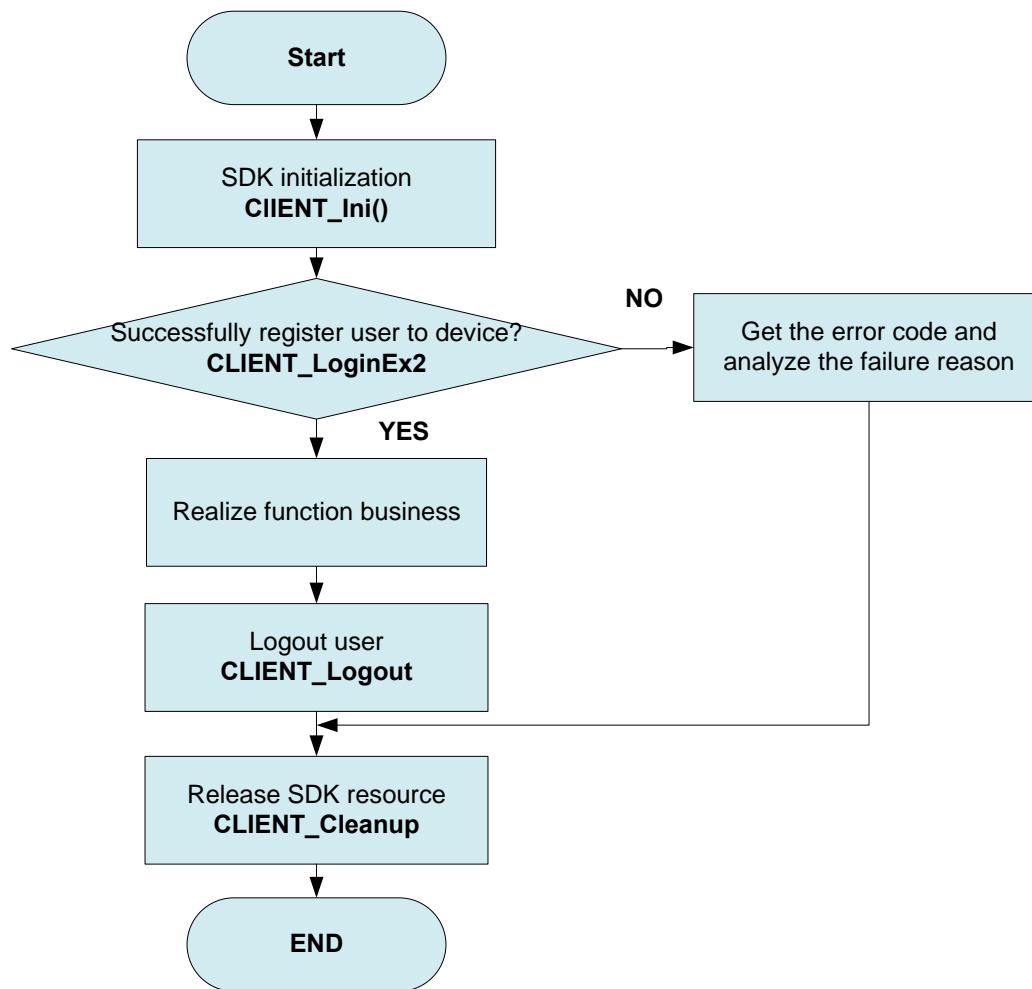 Start
SDK initialization
ClIENT_Ini()
Successfully register user to device?
CLIENT_LoginEx2
NO
Get the error code and
analyze the failure reason
YES
Realize function business
Logout user
CLIENT_Logout
Release SDK resource
CLIENT_Cleanup
END